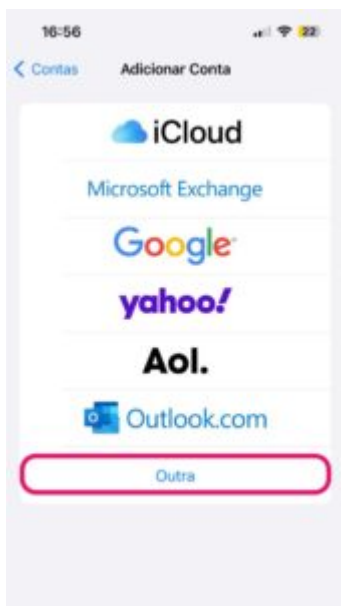 16:56
22
Contas
Adicionar Conta
iCloud
Microsoft Exchange
Google
yahoo!
Aol.
Outlook.com
Outra